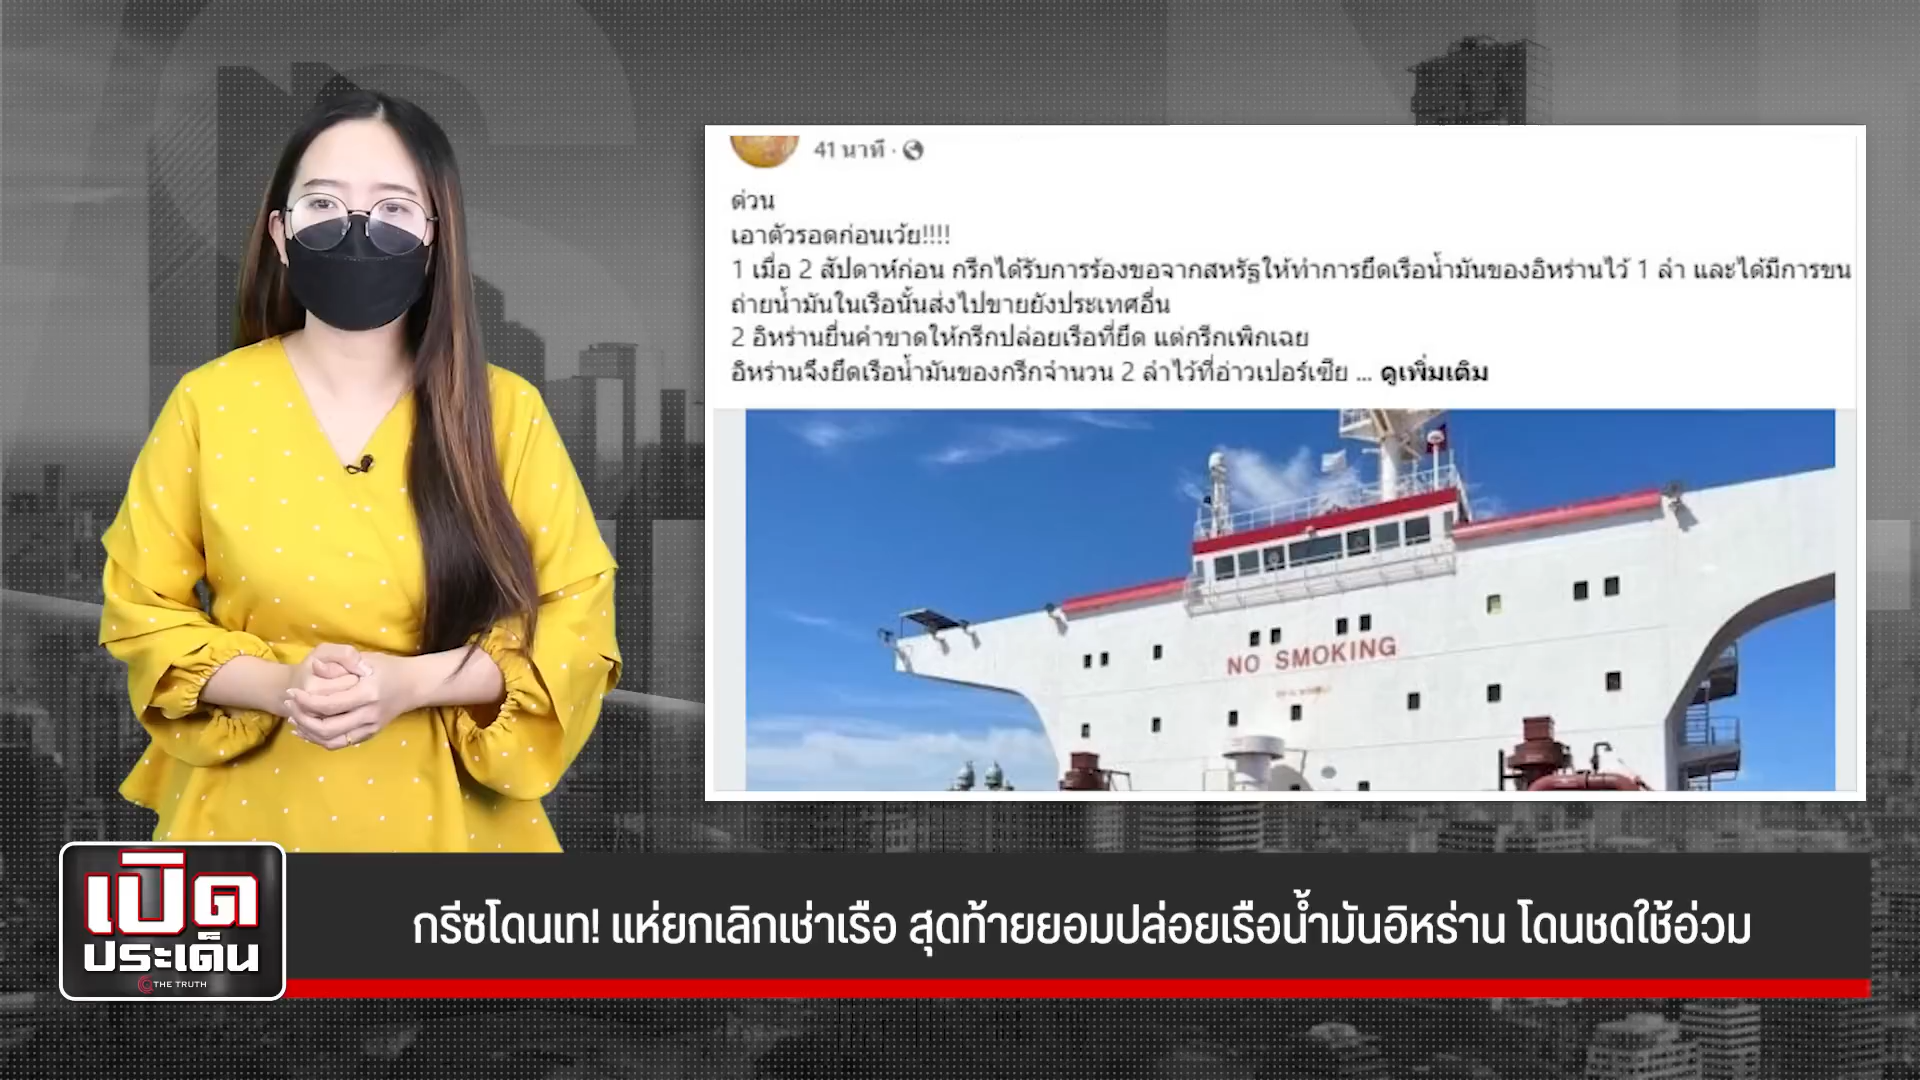 41 นาที ·
ด่วน
เอาตัวรอดก่อนเว้ย!!!!
1 เมื่อ 2 สัปดาห์ก่อน กรีกได้รับการร้องขอจากสหรัฐให้ทำการยึดเรือน้ำมันของอิหร่านไว้ 1 ลำ และได้มีการขน
ถ่ายน้ำมันในเรือนั้นส่งไปขายยังประเทศอื่น
2 อิหร่านยื่นคำขาดให้กรีกปล่อยเรือที่ยึด แต่กรีกเพิกเฉย
อิหร่านจึงยึดเรือน้ำมันของกรีกจำนวน 2 ลำไว้ที่อ่าวเปอร์เซีย ... ดูเพิ่มเติม
NO SMOKING
เปิด
ประเด็น
THE TRUTH
กรีซโดนเท! แห่ยกเลิกเช่าเรือ สุดท้ายยอมปล่อยเรือน้ำมันอิหร่าน โดนชดใช้อ่วม